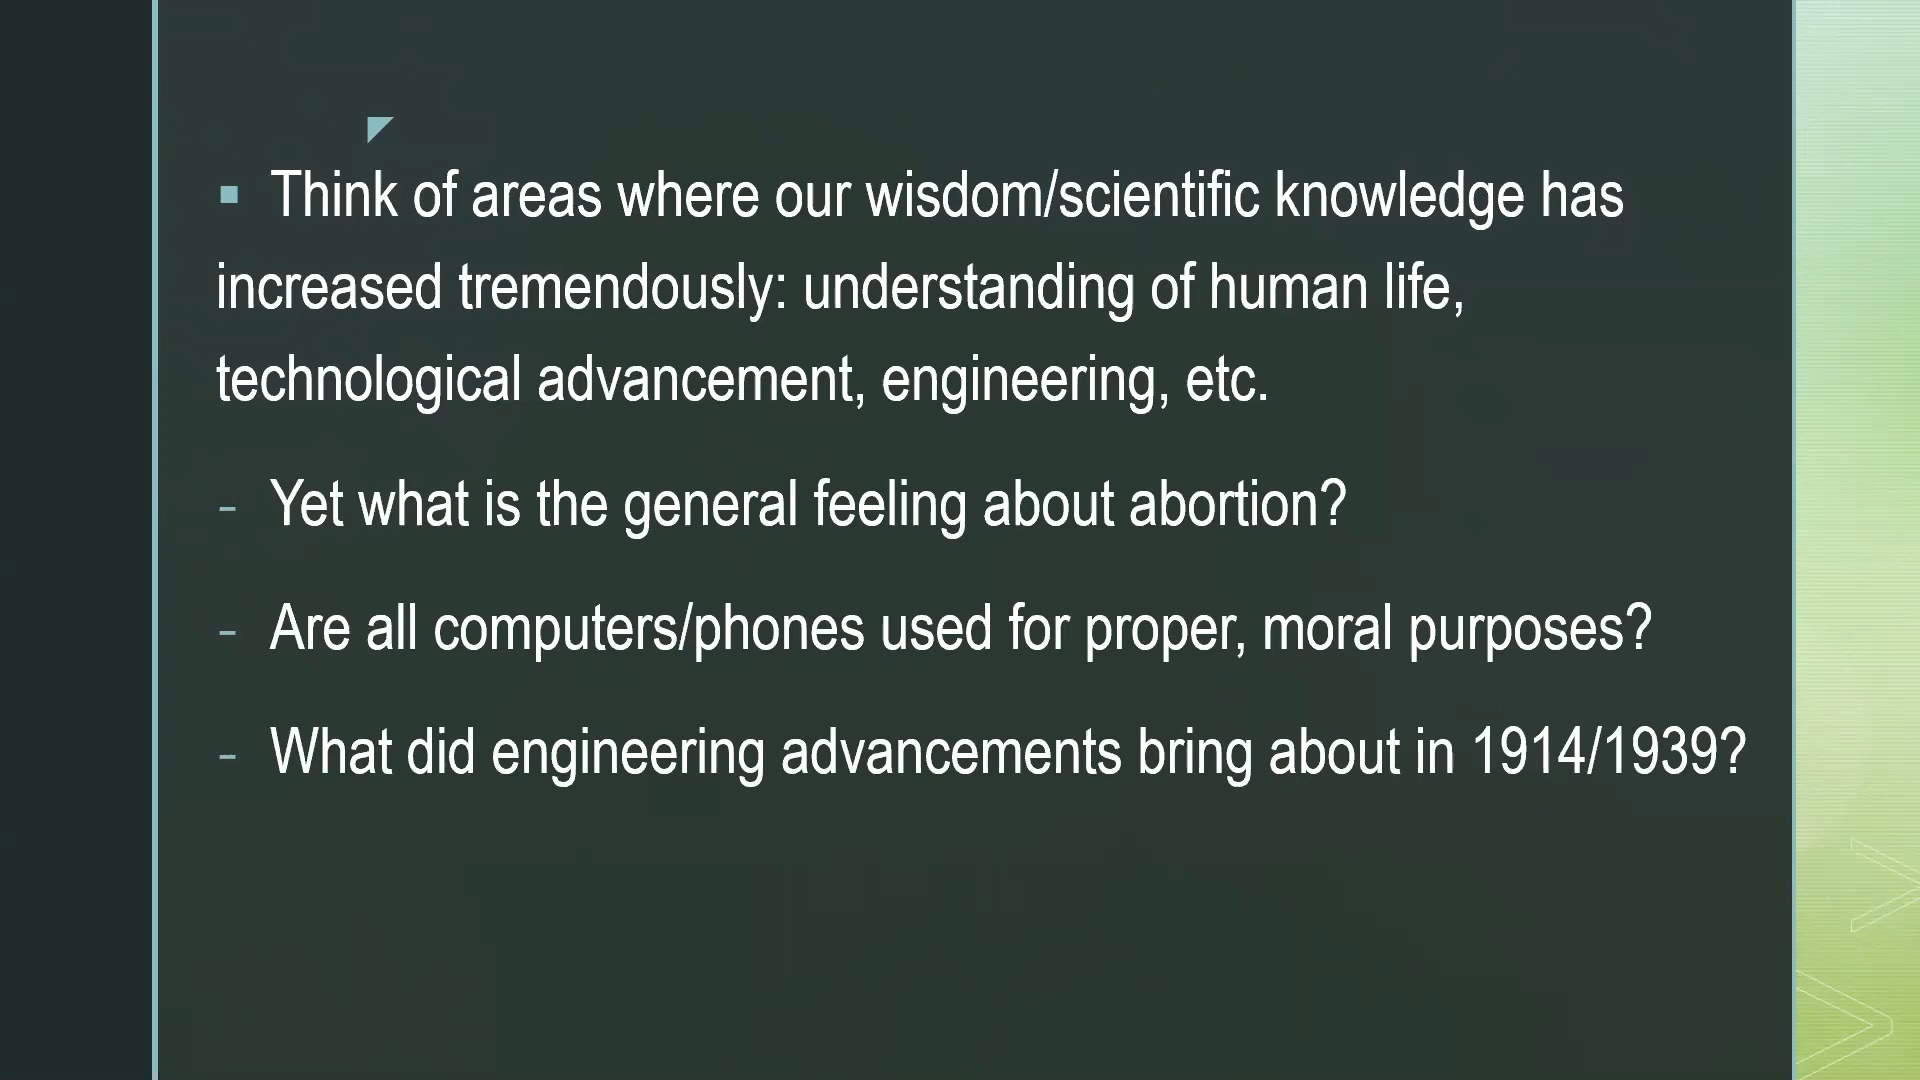 ▪ Think of areas where our wisdom/scientific knowledge has
increased tremendously: understanding of human life,
technological advancement, engineering, etc.
- Yet what is the general feeling about abortion?
- Are all computers/phones used for proper, moral purposes?
- What did engineering advancements bring about in 1914/1939?